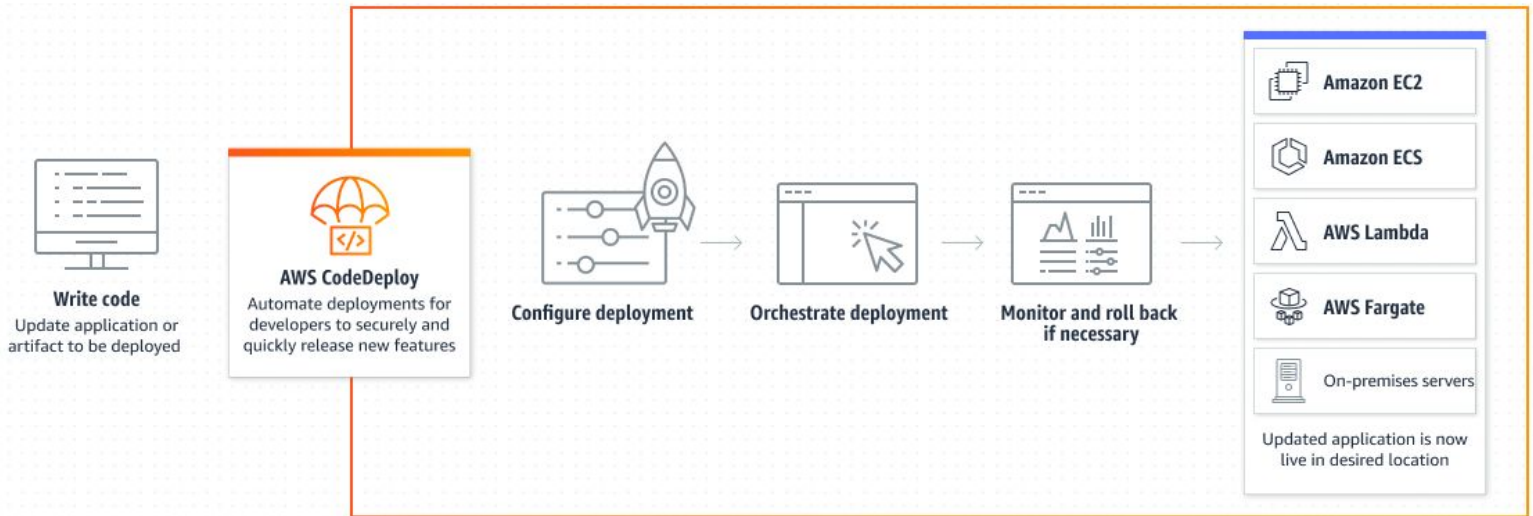 Write code
Update application or
artifact to be deployed
</>
AWS CodeDeploy
Automate deployments for
developers to securely and
quickly release new features
Configure deployment
Orchestrate deployment
Monitor and roll back
if necessary
Amazon EC2
Amazon ECS
AWS Lambda
AWS Fargate
On-premises servers
Updated application is now
live in desired location